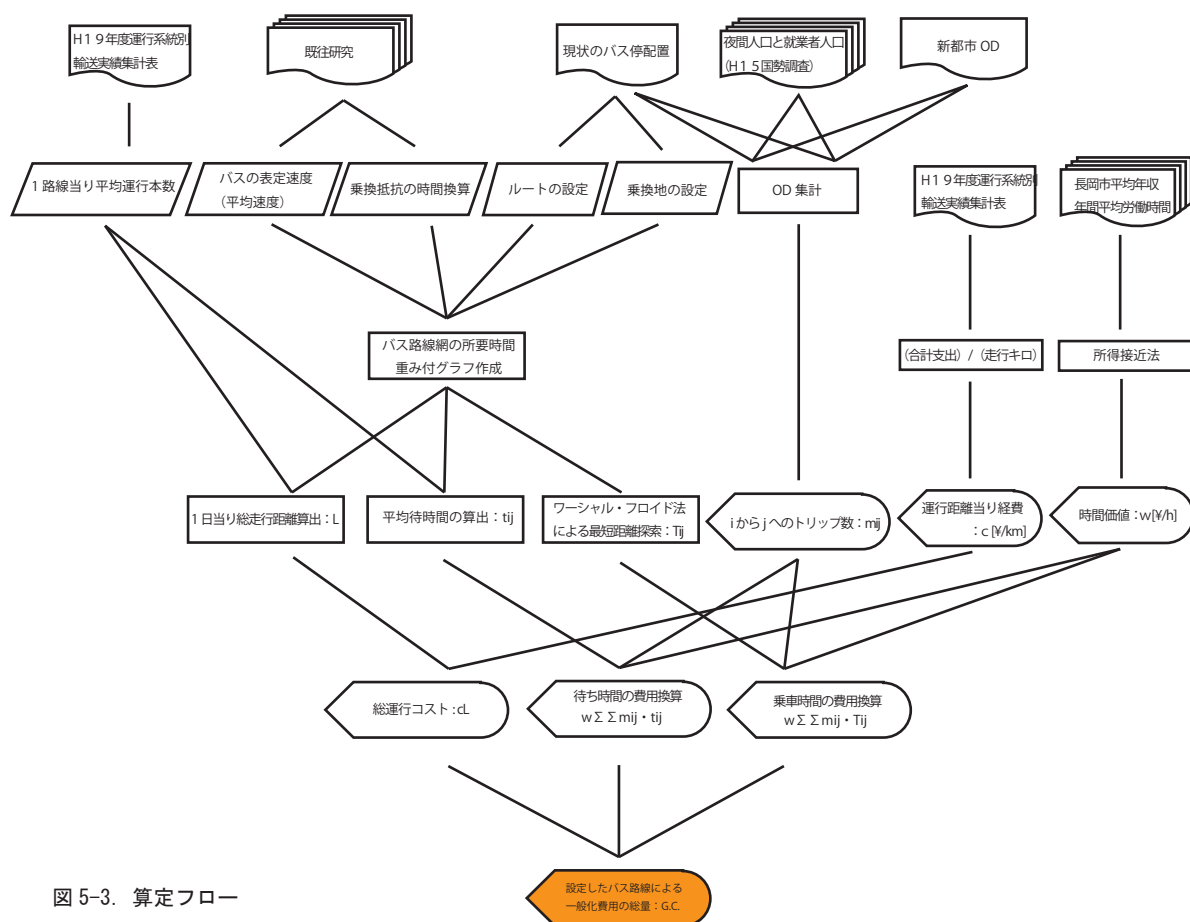 H19年度運行系統別
輸送実績集計表
既往研究
現状のバス停配置
夜間人口と就業者人口
(H15国勢調査)
新都市 OD
1路線当り平均運行本数
バスの表定速度
(平均速度)
乗換抵抗の時間換算
ルートの設定
乗換地の設定
OD 集計
H19年度運行系統別
輸送実績集計表
長岡市平均年収
年間平均労働時間
バス路線網の所要時間
重み付グラフ作成
(合計支出) / (走行キロ)
所得接近法
1日当り総走行距離算出：L
平均待時間の算出：tij
ワーシャル・フロイド法
による最短距離探索：Tij
i から j へのトリップ数：mij
運行距離当り経費
：c [¥/km]
時間価値：w[¥/h]
総運行コスト：cL
待ち時間の費用換算
wΣΣmij・tij
乗車時間の費用換算
wΣΣmij・Tij
設定したバス路線による
一般化費用の総量：G.C.
図 5-3. 算定フロー